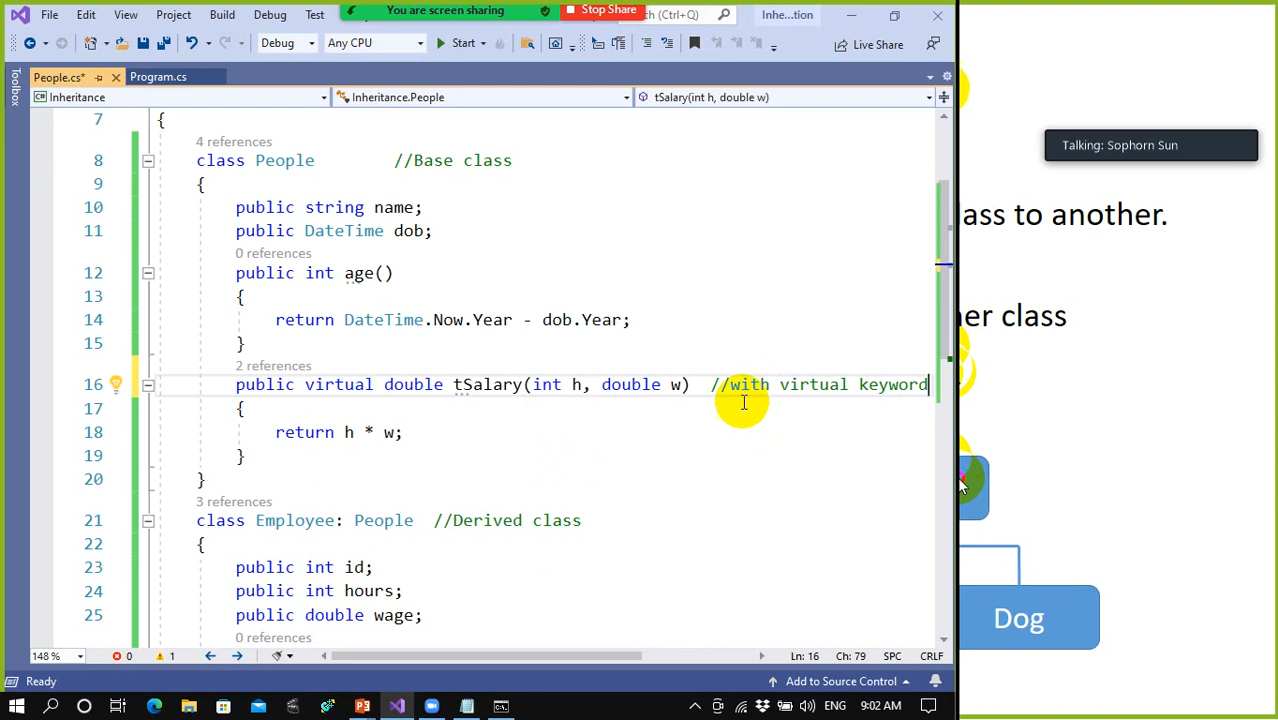 File Edit View Project Build Debug Test You are screen sharing Stop Share ch (Ctrl+Q) Inhe...tion
Debug Any CPU Start Live Share
People.cs* Program.cs
Inheritance Inheritance.People tSalary(int h, double w)
Toolbox
7 {
4 references
8 class People //Base class
9 {
10 public string name;
11 public DateTime dob;
0 references
12 public int age()
13 {
14 return DateTime.Now.Year - dob.Year;
15 }
2 references
16 public virtual double tSalary(int h, double w) //with virtual keyword
17 {
18 return h * w;
19 }
20 }
3 references
21 class Employee: People //Derived class
22 {
23 public int id;
24 public int hours;
25 public double wage;
0 references
148 % 0 1 Ln: 16 Ch: 79 SPC CRLF
Ready Add to Source Control
ENG 9:02 AM
Talking: Sophorn Sun
lass to another.
her class
Dog